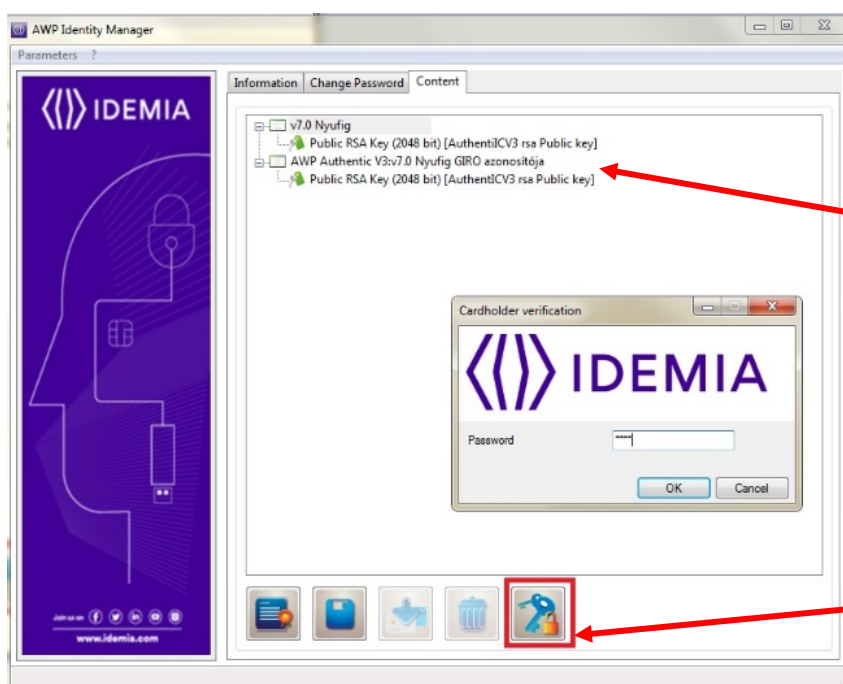 AWP Identity Manager
Parameters ?
IDEMIA
Information Change Password Content
v7.0 Nyufig
Public RSA Key (2048 bit) [AuthentICV3 rsa Public key]
AWP Authentic V3:v7.0 Nyufig GIRO azonosítója
Public RSA Key (2048 bit) [AuthentICV3 rsa Public key]
Cardholder verification
IDEMIA
Password ****
OK Cancel
Join us on
www.idemia.com